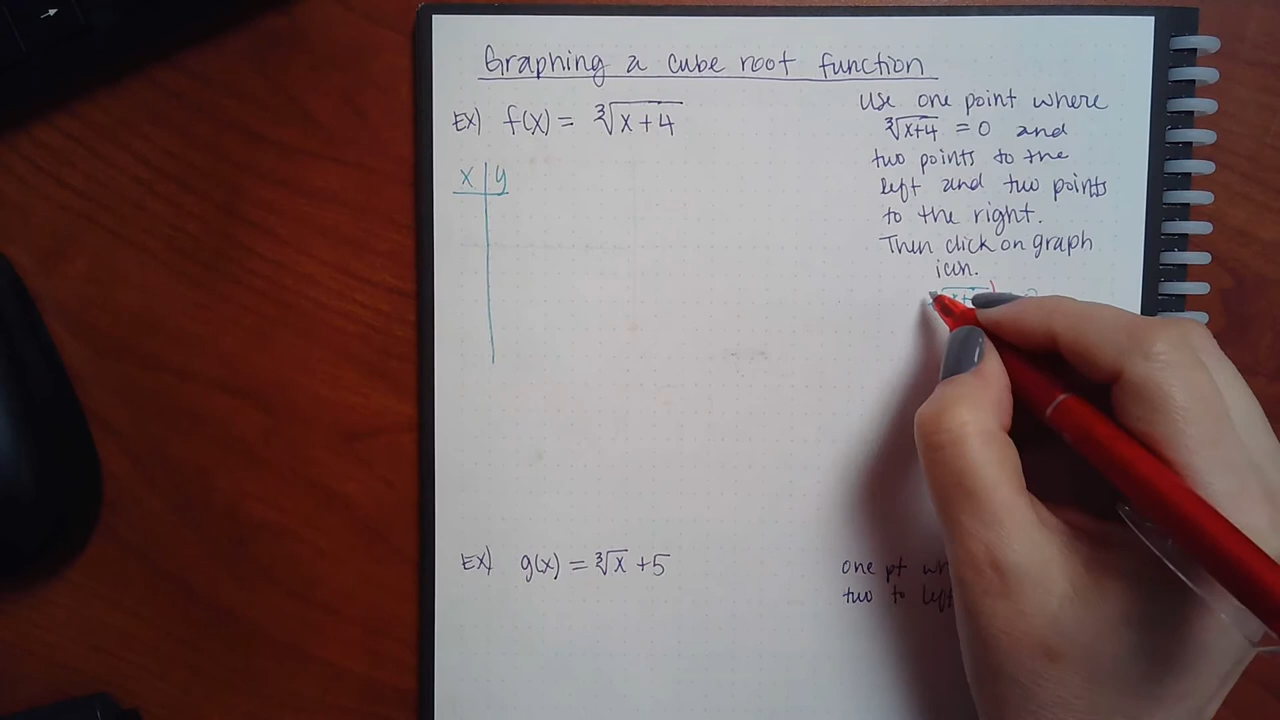 Graphing a cube root function
EX) f(x) = ∛(x+4)
x | y
Use one point where
∛(x+4) = 0 and
two points to the
left and two points
to the right.
Then click on graph
icon.
EX) g(x) = ∛x + 5
one pt
two to left